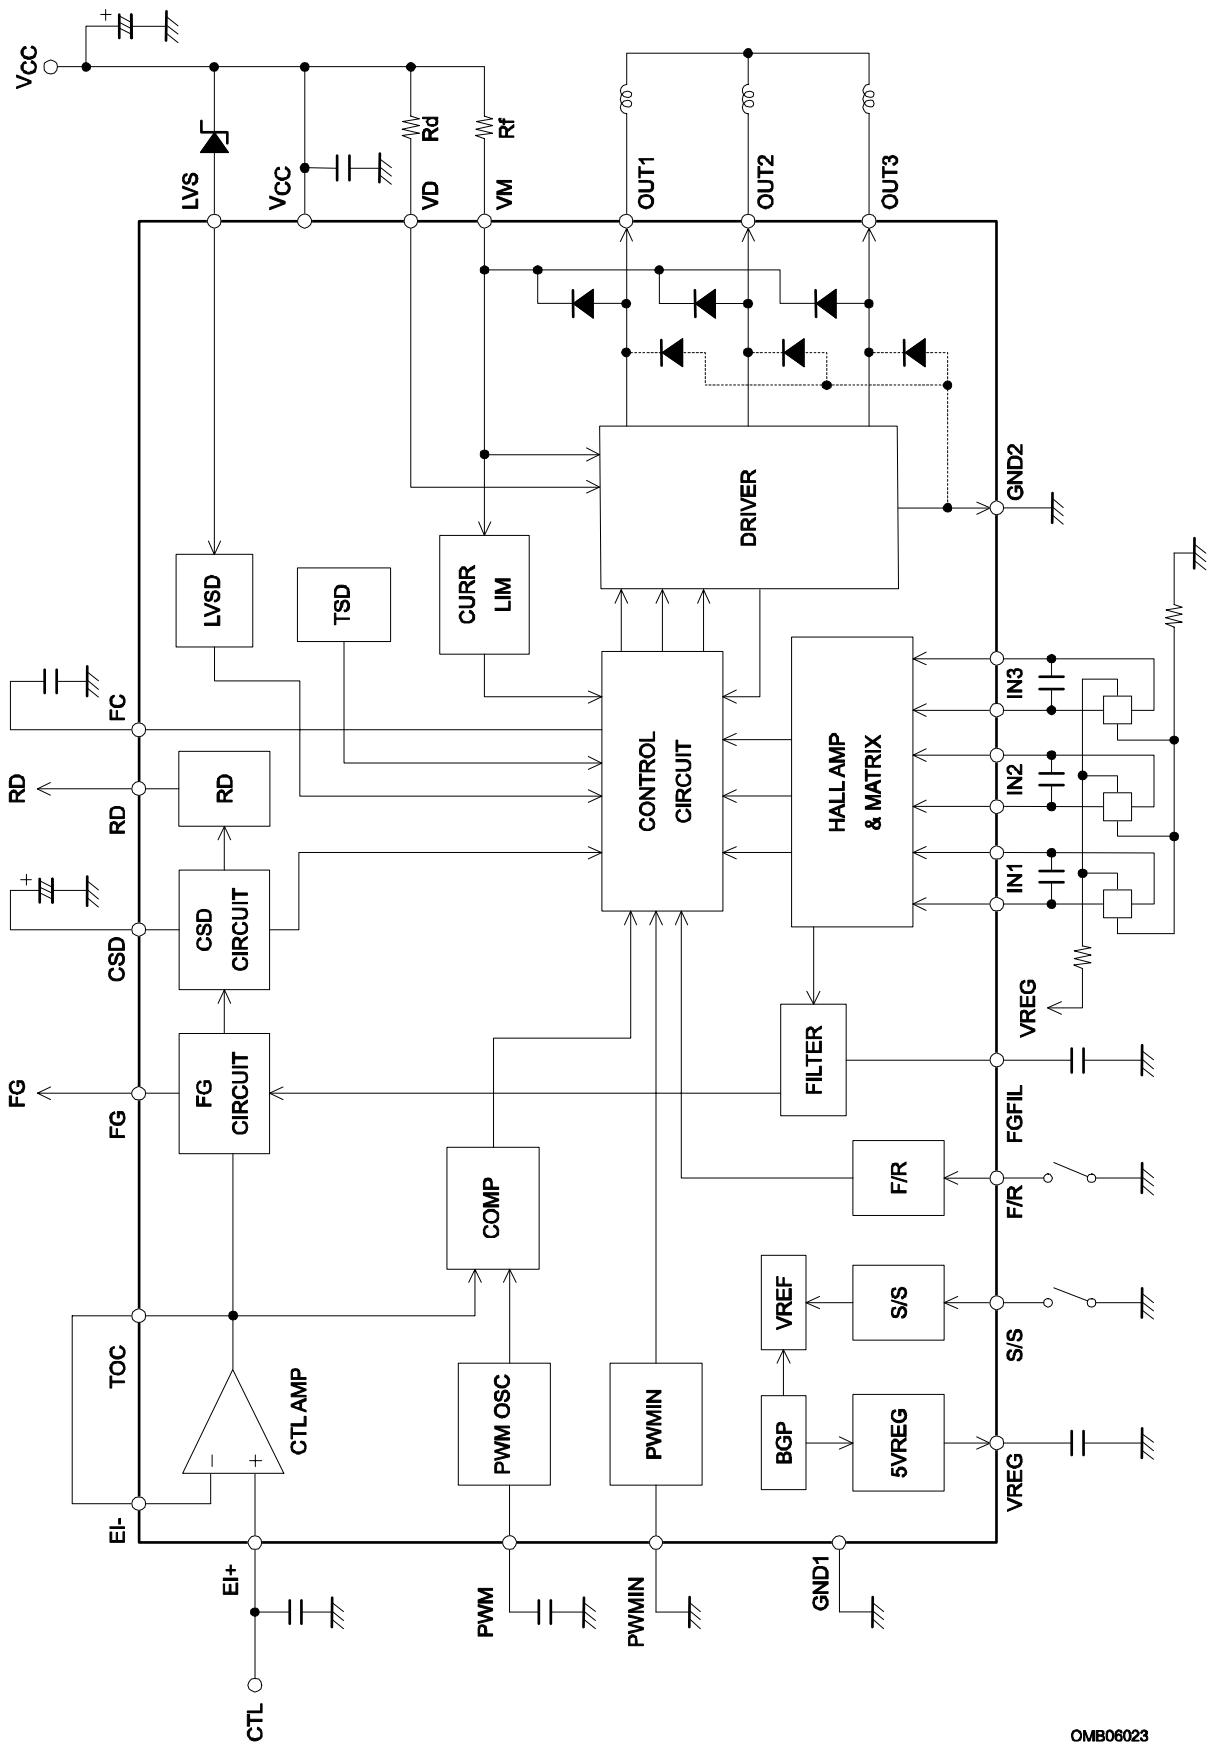 VCC
+
LVS
VCC
VD
Rd
VM
Rf
OUT1
OUT2
OUT3
FC
RD
RD
CSD
+
FG
FG
TOC
EI-
LVSD
TSD
CURR
LIM
DRIVER
GND2
RD
CSD
CIRCUIT
FG
CIRCUIT
CONTROL
CIRCUIT
HALL AMP
& MATRIX
IN3
IN2
IN1
VREG
FILTER
FGFIL
COMP
F/R
F/R
VREF
S/S
S/S
CTL AMP
−
+
PWM OSC
PWMIN
BGP
5VREG
VREG
EI+
CTL
PWM
PWMIN
GND1
OMB06023